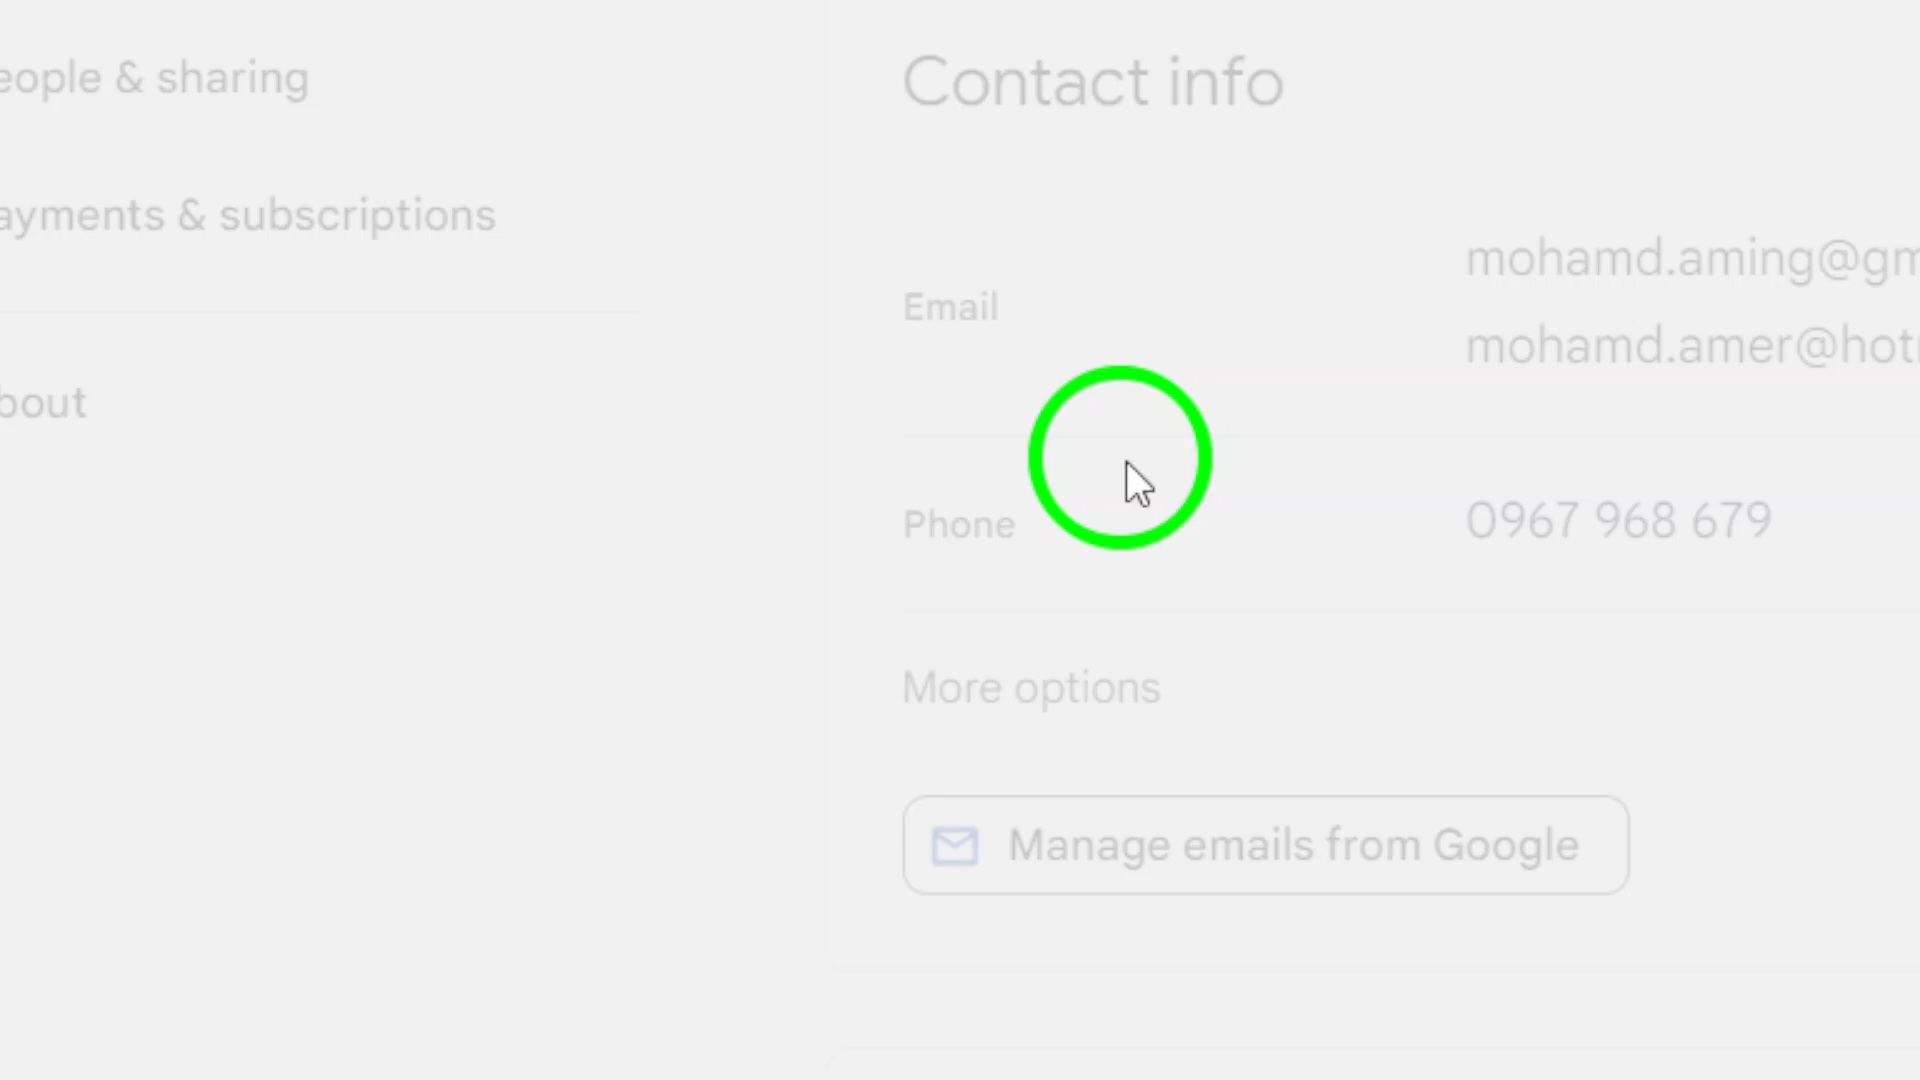 eople & sharing
ayments & subscriptions
bout
Contact info
Email
mohamd.aming@gm
mohamd.amer@hot
Phone
0967 968 679
More options
Manage emails from Google